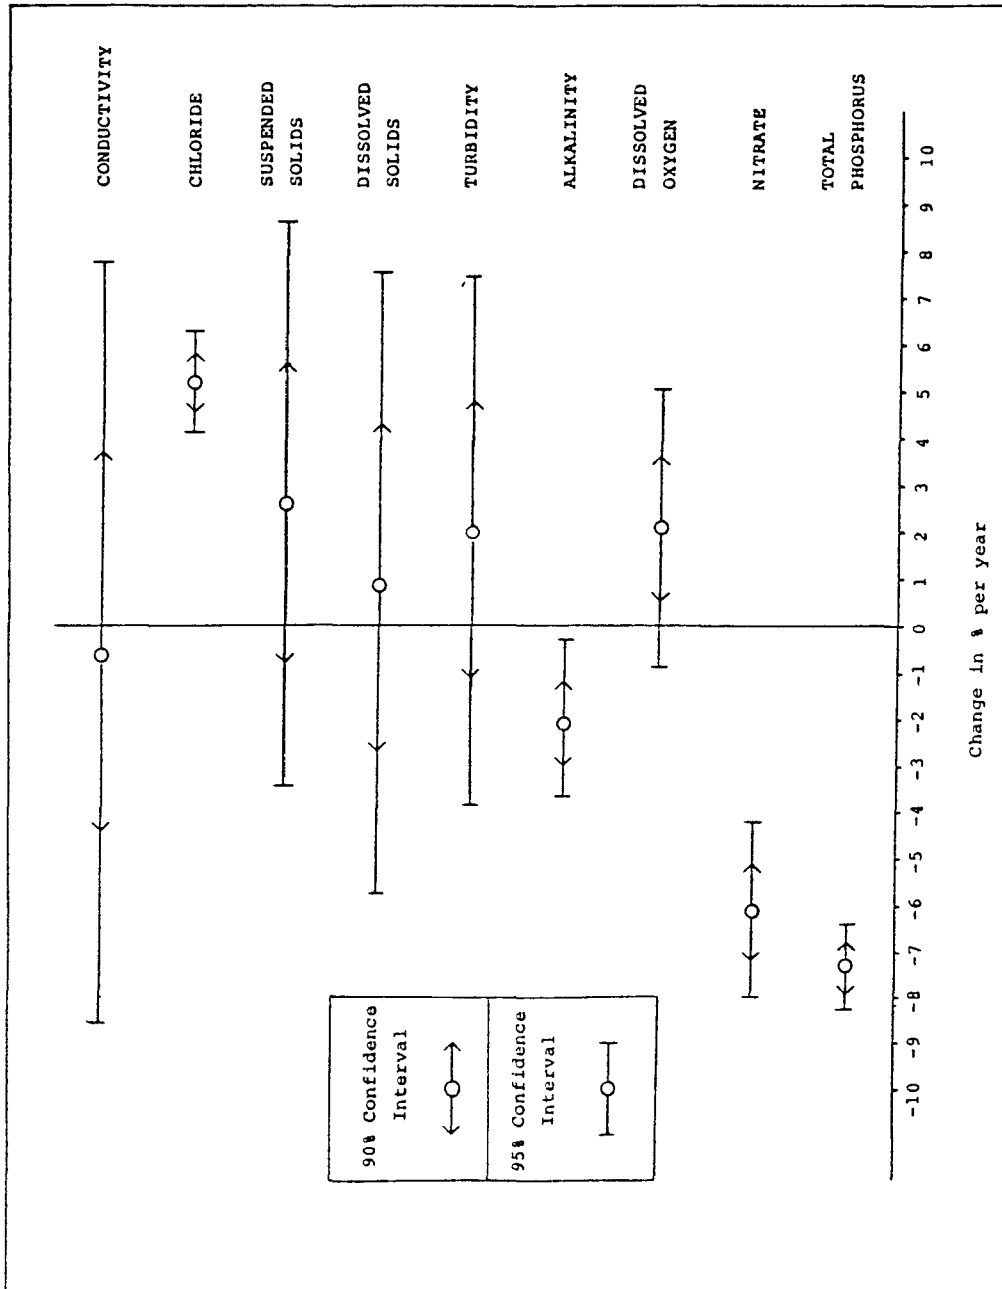 CONDUCTIVITY
CHLORIDE
SUSPENDED
SOLIDS
DISSOLVED
SOLIDS
TURBIDITY
ALKALINITY
DISSOLVED
OXYGEN
NITRATE
TOTAL
PHOSPHORUS
90% Confidence
Interval
95% Confidence
Interval
-10 -9 -8 -7 -6 -5 -4 -3 -2 -1 0 1 2 3 4 5 6 7 8 9 10
Change in % per year